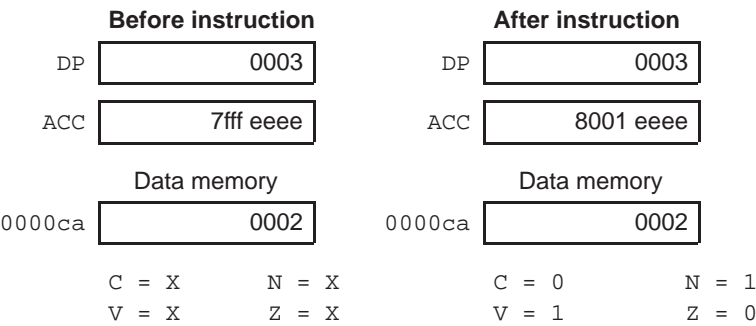 Before instruction After instruction
DP 0003 DP 0003
ACC 7fff eeee ACC 8001 eeee
Data memory Data memory
0000ca 0002 0000ca 0002
C = X N = X C = 0 N = 1
V = X Z = X V = 1 Z = 0